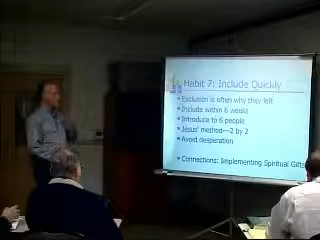 Habit 7: Include Quickly
Exclusion is often why they left
Include within 6 weeks
Introduce to 6 people
Jesus' method—2 by 2
Avoid desperation
Connections: Implementing Spiritual Gifts